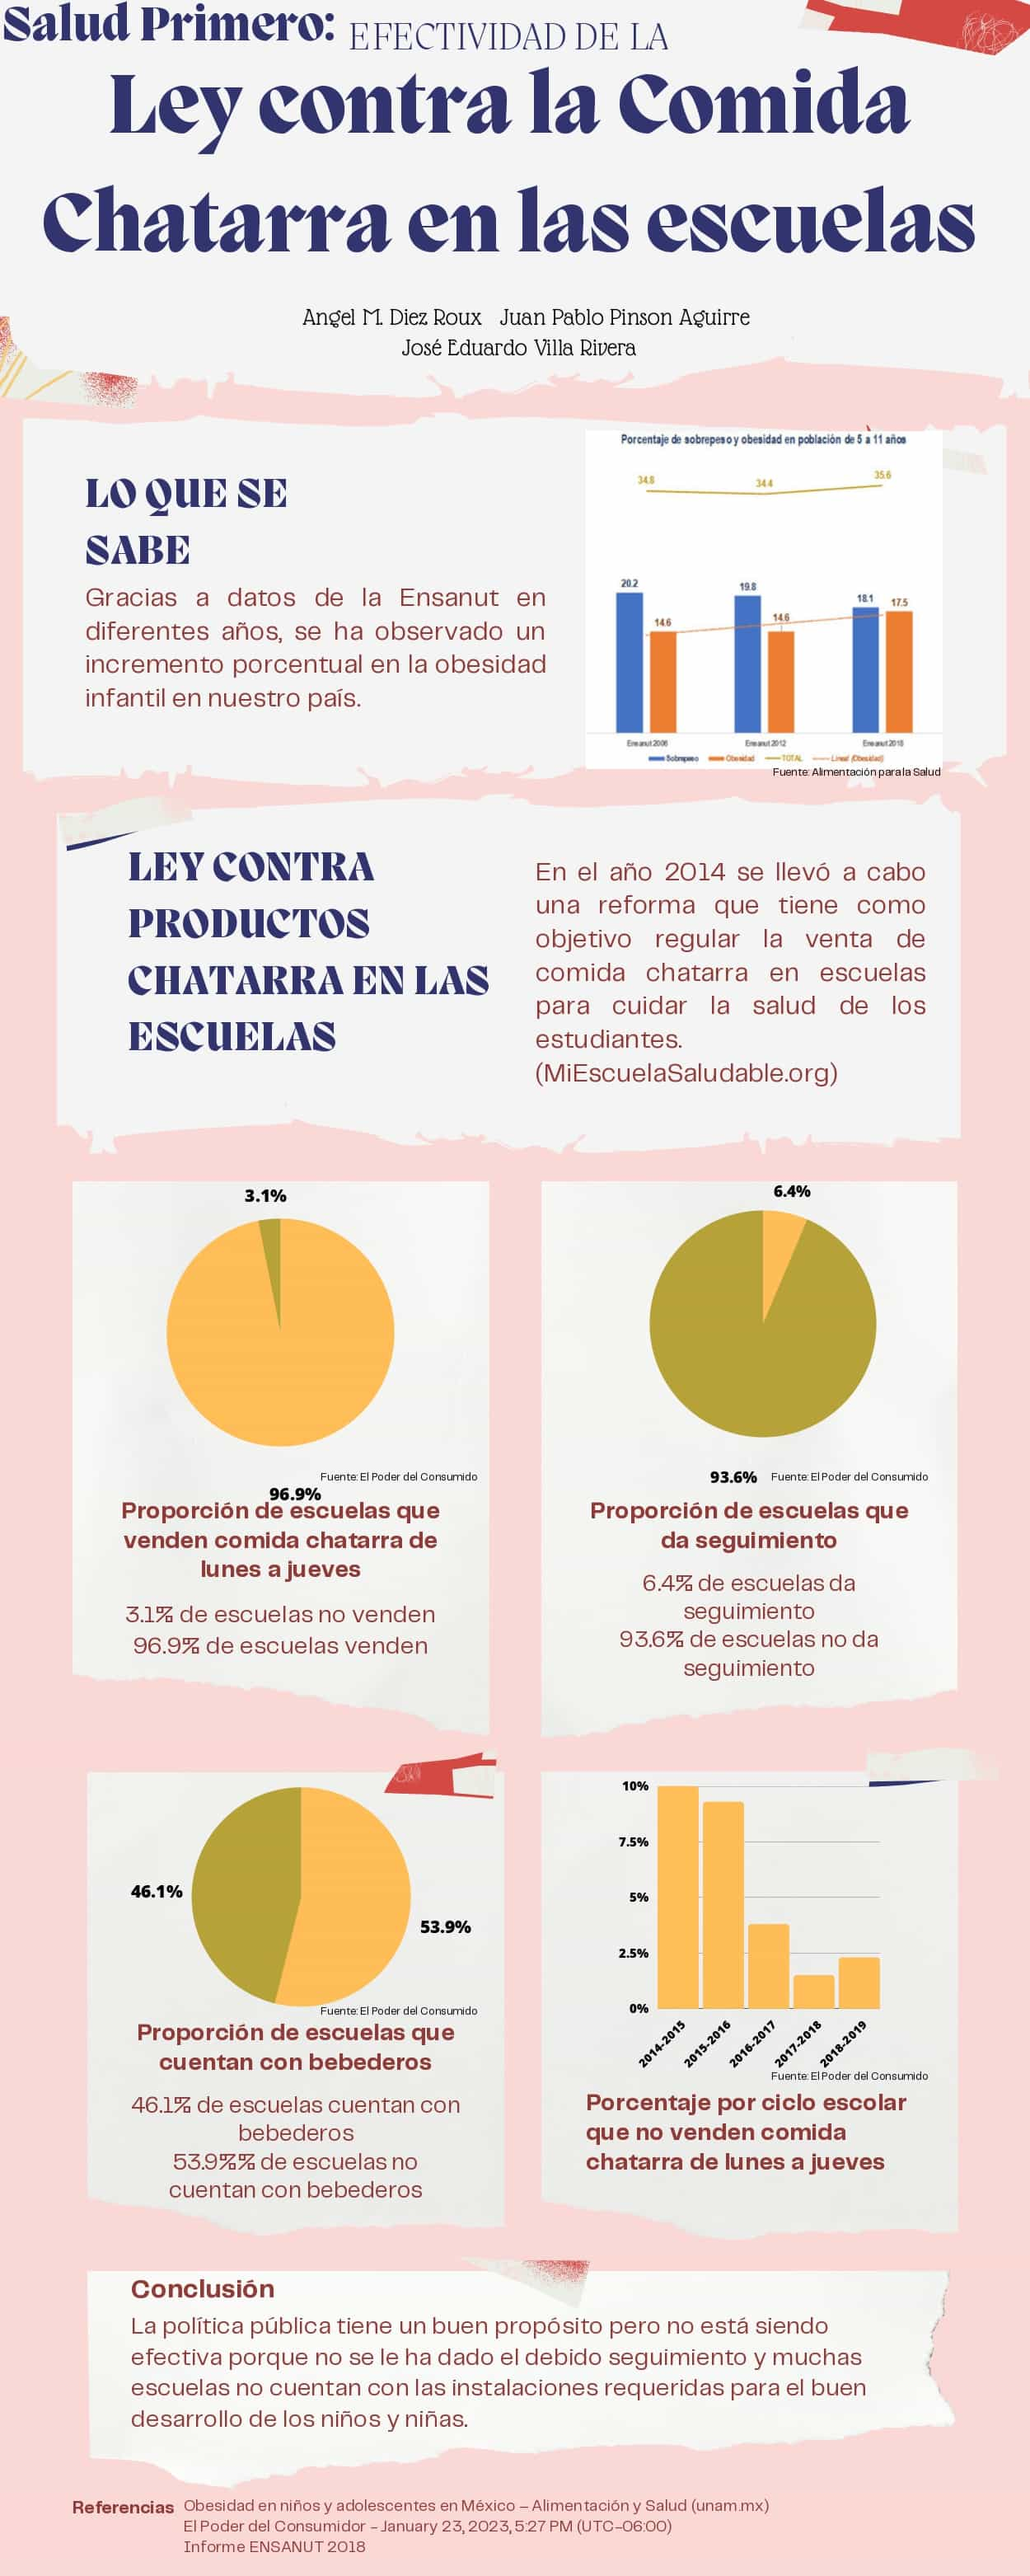 Salud Primero: EFECTIVIDAD DE LA
Ley contra la Comida
Chatarra en las escuelas
Angel M. Diez Roux   Juan Pablo Pinson Aguirre
José Eduardo Villa Rivera
LO QUE SE
SABE
Gracias a datos de la Ensanut en
diferentes años, se ha observado un
incremento porcentual en la obesidad
infantil en nuestro país.
Porcentaje de sobrepeso y obesidad en población de 5 a 11 años
34.8 34.4 35.6
20.2 14.6 19.8 14.6 18.1 17.5
Ensanut 2006 Ensanut 2012 Ensanut 2018
Sobrepeso Obesidad TOTAL Lineal (Obesidad)
Fuente: Alimentación para la Salud
LEY CONTRA
PRODUCTOS
CHATARRA EN LAS
ESCUELAS
En el año 2014 se llevó a cabo
una reforma que tiene como
objetivo regular la venta de
comida chatarra en escuelas
para cuidar la salud de los
estudiantes.
(MiEscuelaSaludable.org)
3.1%
Fuente: El Poder del Consumido
96.9%
Proporción de escuelas que
venden comida chatarra de
lunes a jueves
3.1% de escuelas no venden
96.9% de escuelas venden
6.4%
93.6% Fuente: El Poder del Consumido
Proporción de escuelas que
da seguimiento
6.4% de escuelas da
seguimiento
93.6% de escuelas no da
seguimiento
46.1%
53.9%
Fuente: El Poder del Consumido
Proporción de escuelas que
cuentan con bebederos
46.1% de escuelas cuentan con
bebederos
53.9%% de escuelas no
cuentan con bebederos
10%
7.5%
5%
2.5%
0%
2014-2015 2015-2016 2016-2017 2017-2018 2018-2019
Fuente: El Poder del Consumido
Porcentaje por ciclo escolar
que no venden comida
chatarra de lunes a jueves
Conclusión
La política pública tiene un buen propósito pero no está siendo
efectiva porque no se le ha dado el debido seguimiento y muchas
escuelas no cuentan con las instalaciones requeridas para el buen
desarrollo de los niños y niñas.
Referencias Obesidad en niños y adolescentes en México – Alimentación y Salud (unam.mx)
El Poder del Consumidor - January 23, 2023, 5:27 PM (UTC-06:00)
Informe ENSANUT 2018